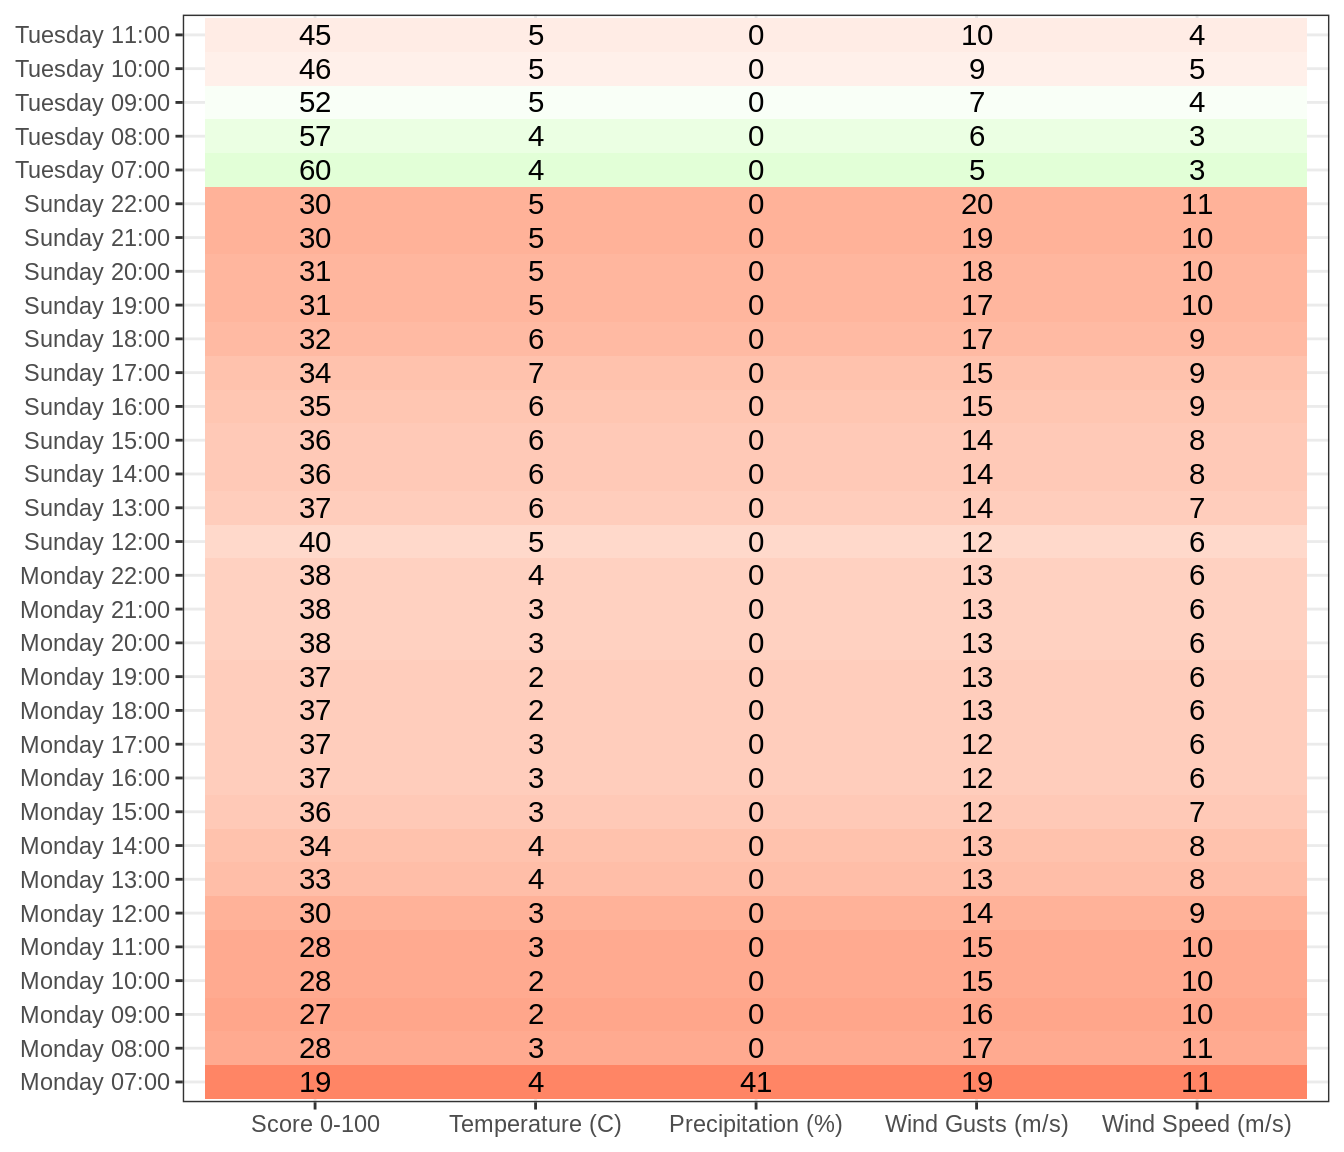 Tuesday 11:00 45 5 0 10 4
Tuesday 10:00 46 5 0 9 5
Tuesday 09:00 52 5 0 7 4
Tuesday 08:00 57 4 0 6 3
Tuesday 07:00 60 4 0 5 3
Sunday 22:00 30 5 0 20 11
Sunday 21:00 30 5 0 19 10
Sunday 20:00 31 5 0 18 10
Sunday 19:00 31 5 0 17 10
Sunday 18:00 32 6 0 17 9
Sunday 17:00 34 7 0 15 9
Sunday 16:00 35 6 0 15 9
Sunday 15:00 36 6 0 14 8
Sunday 14:00 36 6 0 14 8
Sunday 13:00 37 6 0 14 7
Sunday 12:00 40 5 0 12 6
Monday 22:00 38 4 0 13 6
Monday 21:00 38 3 0 13 6
Monday 20:00 38 3 0 13 6
Monday 19:00 37 2 0 13 6
Monday 18:00 37 2 0 13 6
Monday 17:00 37 3 0 12 6
Monday 16:00 37 3 0 12 6
Monday 15:00 36 3 0 12 7
Monday 14:00 34 4 0 13 8
Monday 13:00 33 4 0 13 8
Monday 12:00 30 3 0 14 9
Monday 11:00 28 3 0 15 10
Monday 10:00 28 2 0 15 10
Monday 09:00 27 2 0 16 10
Monday 08:00 28 3 0 17 11
Monday 07:00 19 4 41 19 11
Score 0-100 Temperature (C) Precipitation (%) Wind Gusts (m/s) Wind Speed (m/s)